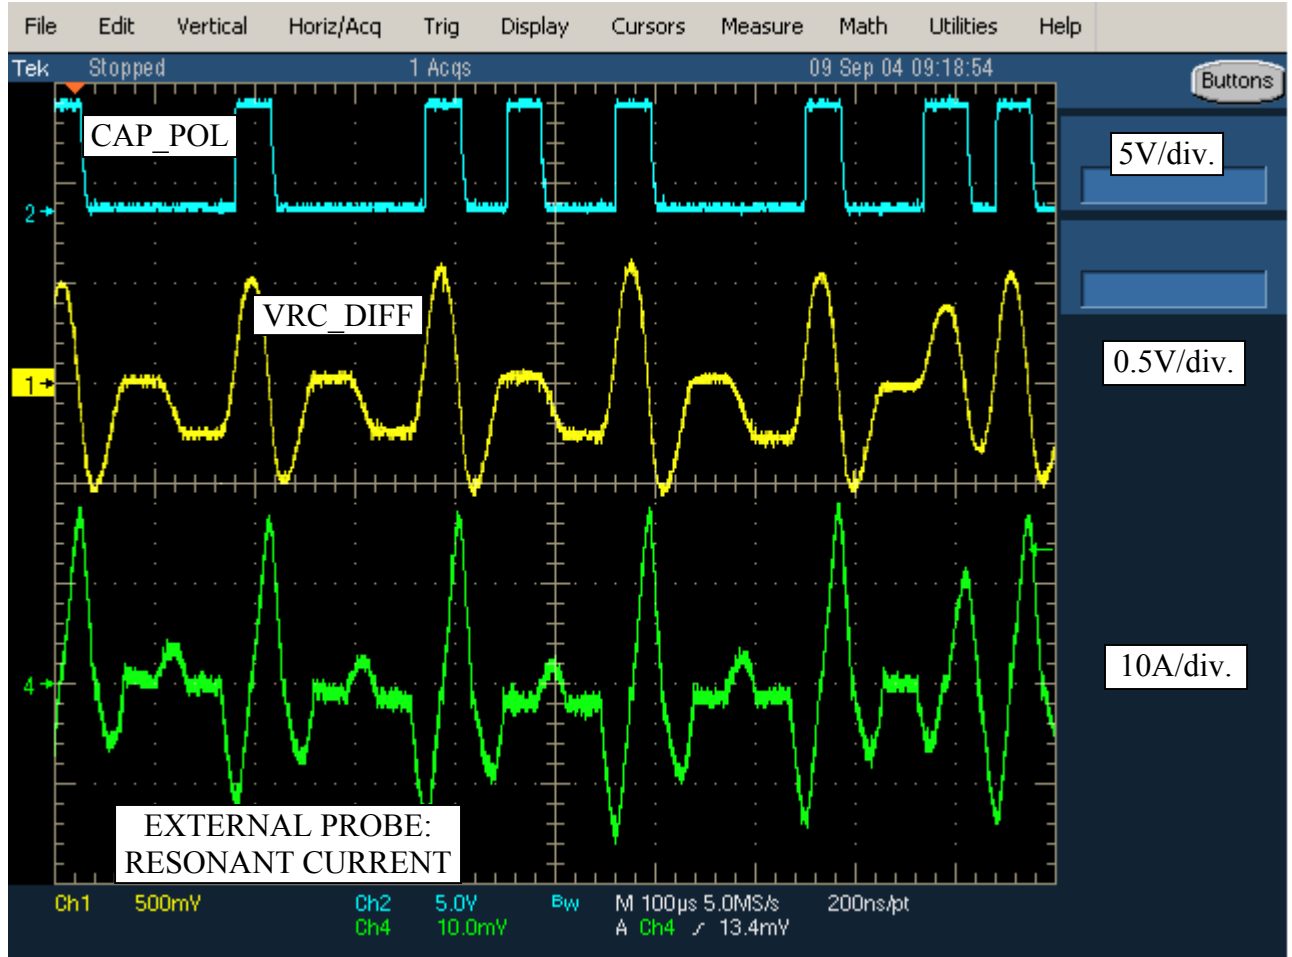 File Edit Vertical Horiz/Acq Trig Display Cursors Measure Math Utilities Help
Tek Stopped 1 Acqs 09 Sep 04 09:18:54
Buttons
CAP_POL
5V/div.
2
VRC_DIFF
0.5V/div.
1
10A/div.
4
EXTERNAL PROBE:
RESONANT CURRENT
Ch1 500mV Ch2 5.0V BW M 100µs 5.0MS/s 200ns/pt
Ch4 10.0mV A Ch4 13.4mV